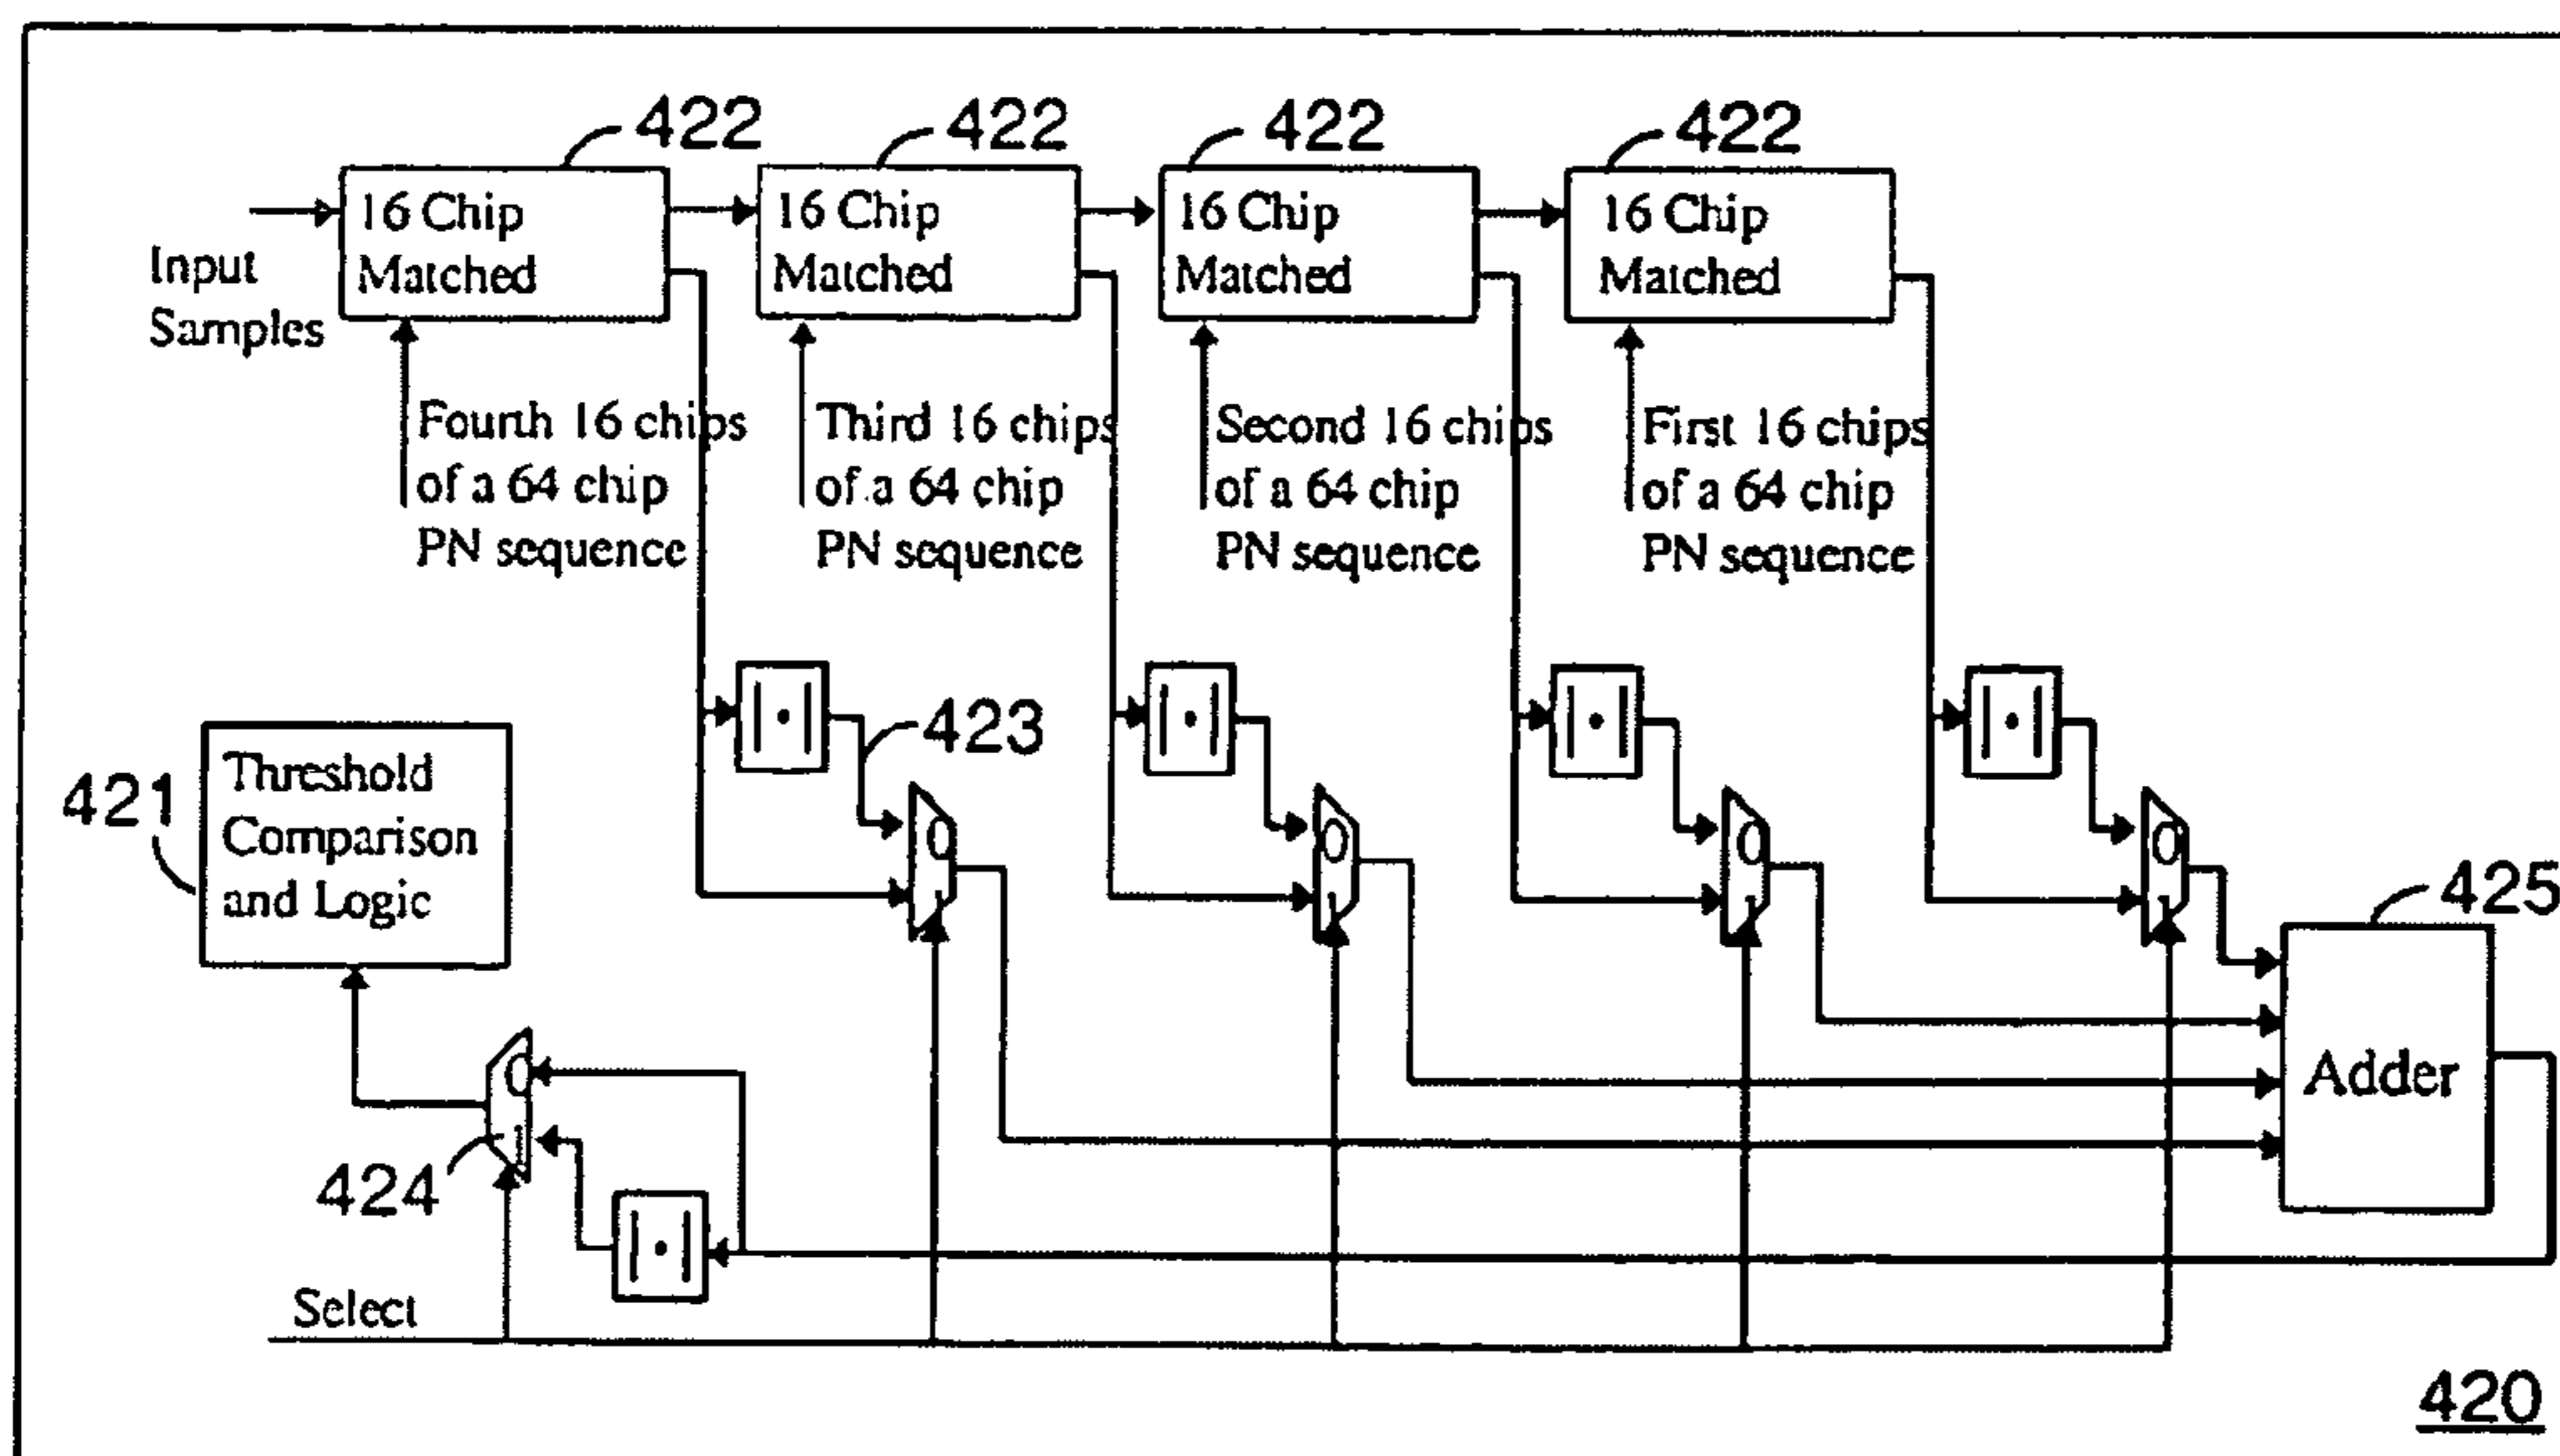 422
422
422
422
16 Chip
Matched
16 Chip
Matched
16 Chip
Matched
16 Chip
Matched
Input
Samples
Fourth 16 chips
of a 64 chip
PN sequence
Third 16 chips
of a 64 chip
PN sequence
Second 16 chips
of a 64 chip
PN sequence
First 16 chips
of a 64 chip
PN sequence
|·|
|·|
|·|
|·|
423
421
Threshold
Comparison
and Logic
0
1
0
1
0
1
0
1
425
Adder
0
1
424
|·|
Select
420